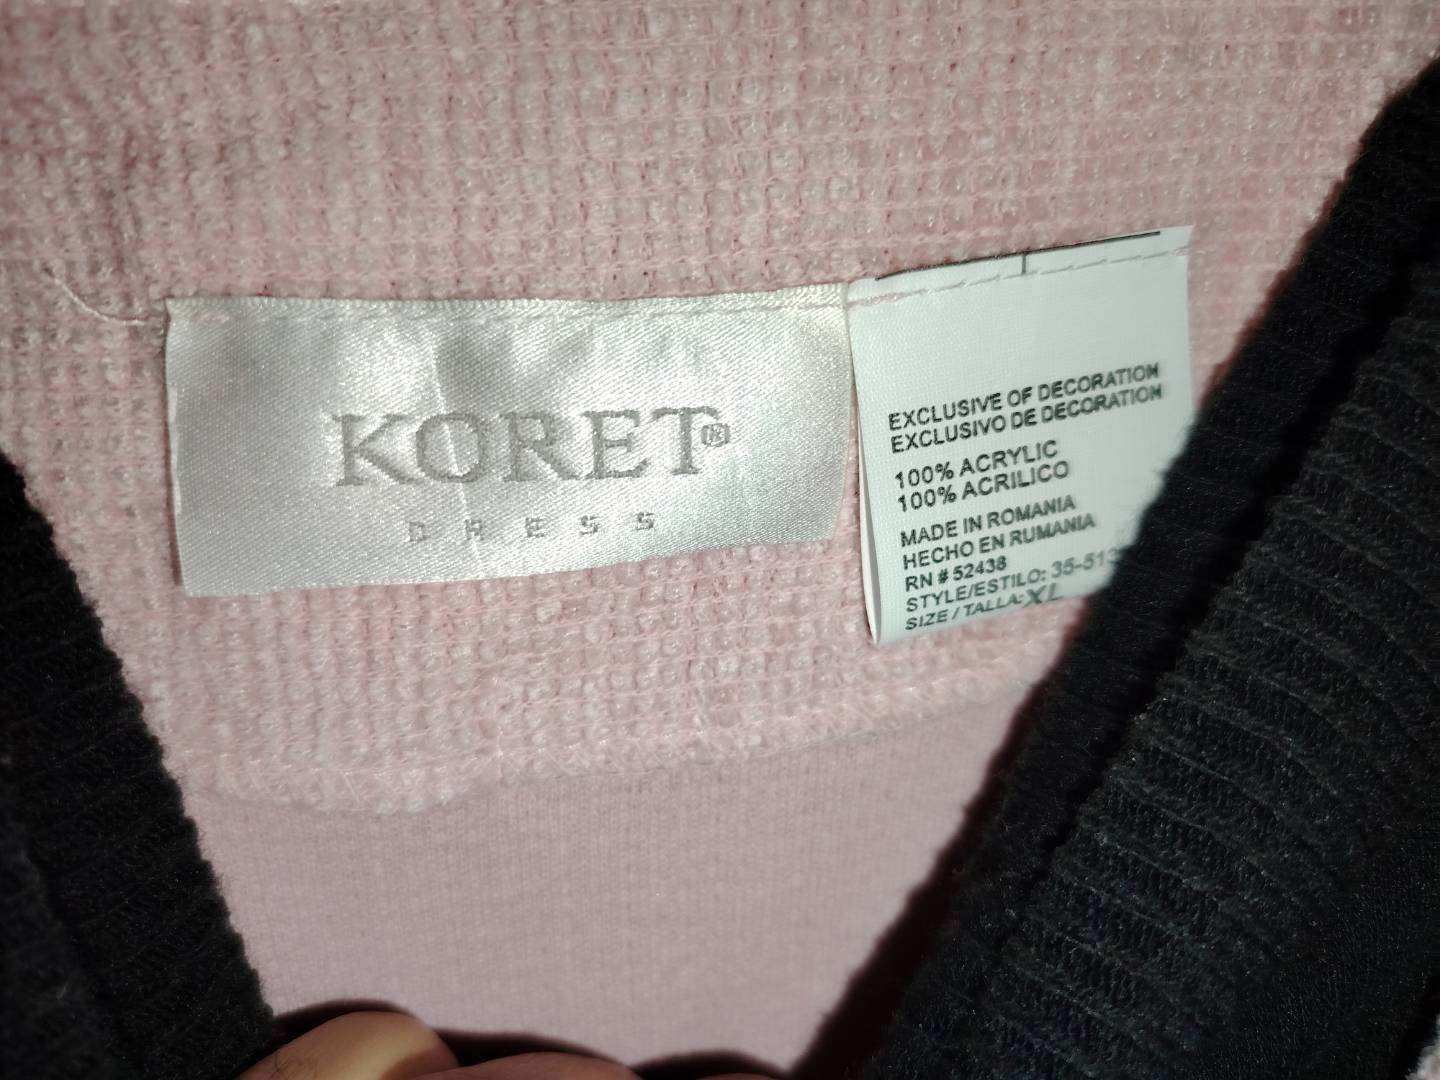 KORET®
DRESS
EXCLUSIVE OF DECORATION
EXCLUSIVO DE DECORATION
100% ACRYLIC
100% ACRILICO
MADE IN ROMANIA
HECHO EN RUMANIA
RN # 52438
STYLE/ESTILO:
SIZE / TALLA: XL